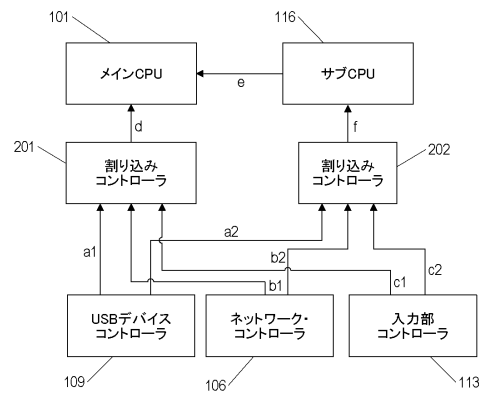 101
116
メインCPU
サブCPU
e
d
f
201
202
割り込み
コントローラ
割り込み
コントローラ
a1
a2
b2
b1
c1
c2
USBデバイス
コントローラ
ネットワーク・
コントローラ
入力部
コントローラ
109
106
113